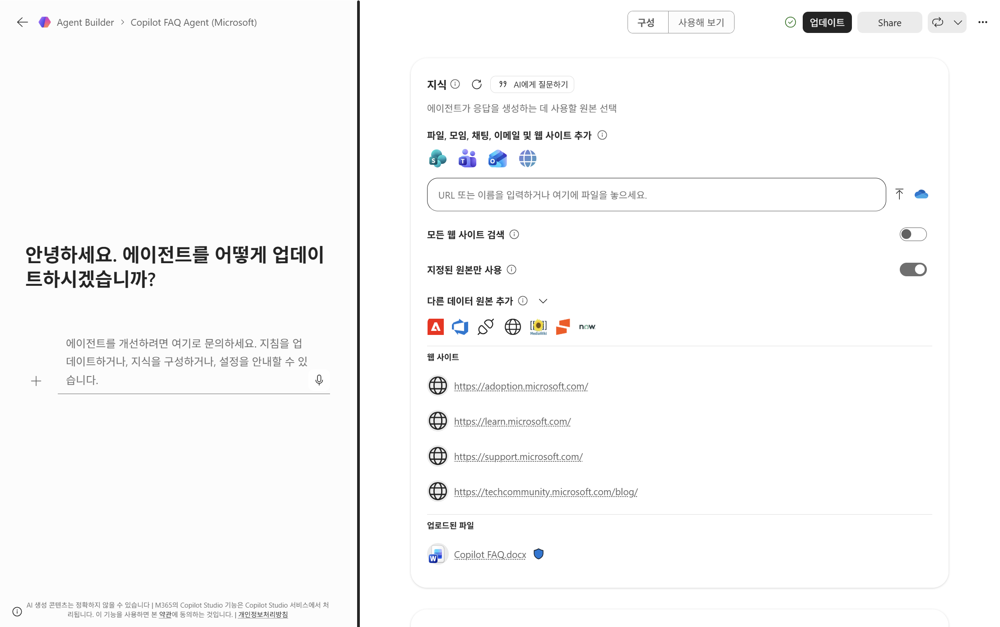 Agent Builder > Copilot FAQ Agent (Microsoft)
구성
사용해 보기
업데이트
Share
지식
AI에게 질문하기
에이전트가 응답을 생성하는 데 사용할 원본 선택
파일, 모임, 채팅, 이메일 및 웹 사이트 추가
S
T
O
URL 또는 이름을 입력하거나 여기에 파일을 놓으세요.
모든 웹 사이트 검색
지정된 원본만 사용
다른 데이터 원본 추가
MediaWiki
now.
웹 사이트
https://adoption.microsoft.com/
https://learn.microsoft.com/
https://support.microsoft.com/
https://techcommunity.microsoft.com/blog/
업로드된 파일
W
Copilot FAQ.docx
안녕하세요. 에이전트를 어떻게 업데이
트하시겠습니까?
에이전트를 개선하려면 여기로 문의하세요. 지침을 업
데이트하거나, 지식을 구성하거나, 설정을 안내할 수 있
습니다.
AI 생성 콘텐츠는 정확하지 않을 수 있습니다 | M365의 Copilot Studio 기능은 Copilot Studio 서비스에서 처
리됩니다. 이 기능을 사용하면 본 약관에 동의하는 것입니다. | 개인정보처리방침